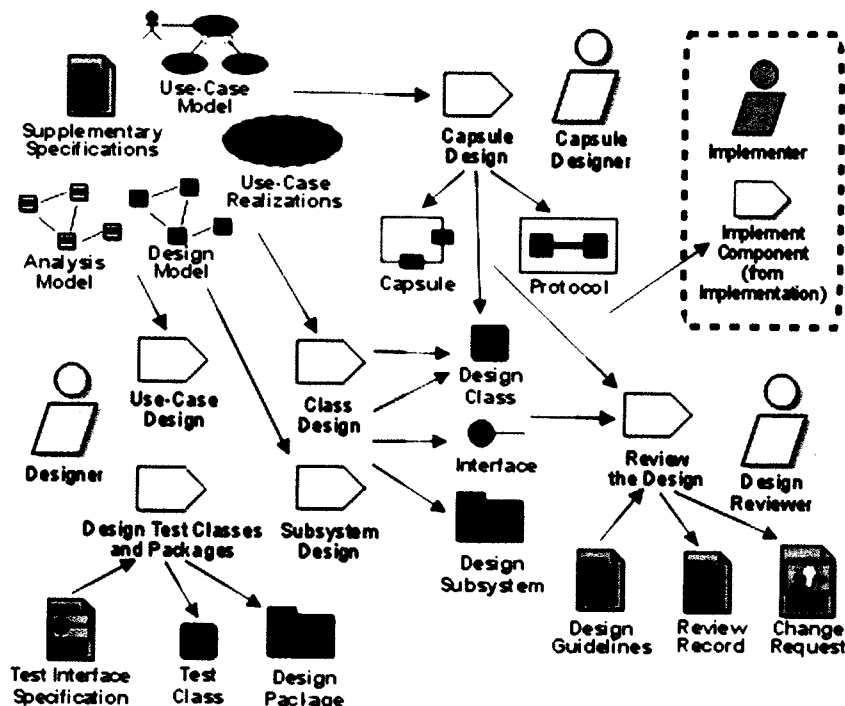 Use-Case
Model
Supplementary
Specifications
Capsule
Design
Capsule
Designer
Implementer
Use-Case
Realizations
Analysis
Model
Design
Model
Capsule
Protocol
Implement
Component
(from
Implementation)
Designer
Use-Case
Design
Class
Design
Design
Class
Interface
Review
the Design
Design
Reviewer
Design Test Classes
and Packages
Subsystem
Design
Design
Subsystem
Test Interface
Specification
Test
Class
Design
Package
Design
Guidelines
Review
Record
Change
Request